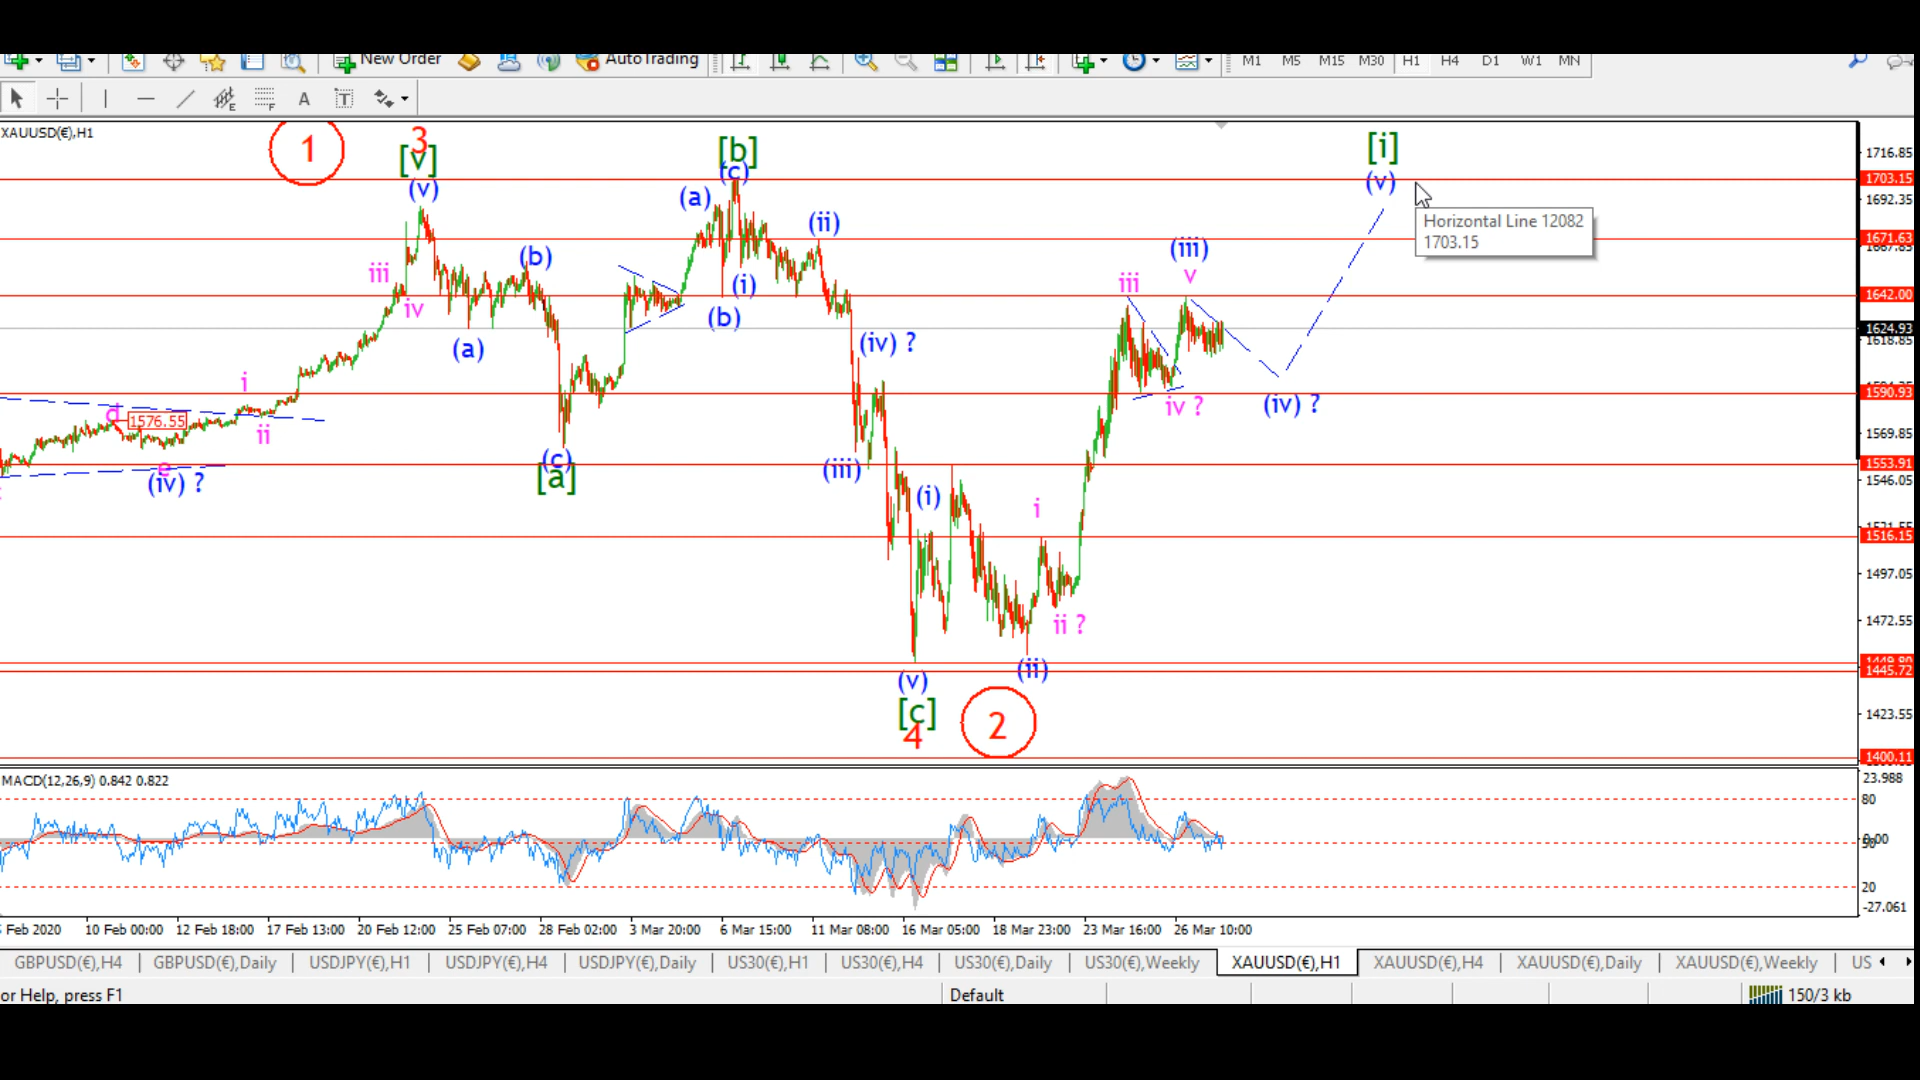 New Order AutoTrading M1 M5 M15 M30 H1 H4 D1 W1 MN
E F A T
XAUUSD(€),H1
1 3 [b] [i]
[v] (c) (v)
(v) (a)
1716.85
1703.15
1692.35
Horizontal Line 12082
1703.15
(ii)
1671.63
(b) (iii)
iii v
(i) iii
1642.00
iv
(b)
1624.93
(a) (iv) ?
1618.85
i
1590.93
d 1576.55 iv ? (iv) ?
ii
1569.85
e (c) (iii)
1553.91
(iv) ? [a]
1546.05
(i)
i
1516.15
1497.05
ii ?
1472.55
(v) (ii)
1445.72
[c] 2
4
1423.55
1400.11
MACD(12,26,9) 0.842 0.822
23.988
80
20
-27.061
Feb 2020 10 Feb 00:00 12 Feb 18:00 17 Feb 13:00 20 Feb 12:00 25 Feb 07:00 28 Feb 02:00 3 Mar 20:00 6 Mar 15:00 11 Mar 08:00 16 Mar 05:00 18 Mar 23:00 23 Mar 16:00 26 Mar 10:00
GBPUSD(€),H4 GBPUSD(€),Daily USDJPY(€),H1 USDJPY(€),H4 USDJPY(€),Daily US30(€),H1 US30(€),H4 US30(€),Daily US30(€),Weekly XAUUSD(€),H1 XAUUSD(€),H4 XAUUSD(€),Daily XAUUSD(€),Weekly US
or Help, press F1 Default 150/3 kb